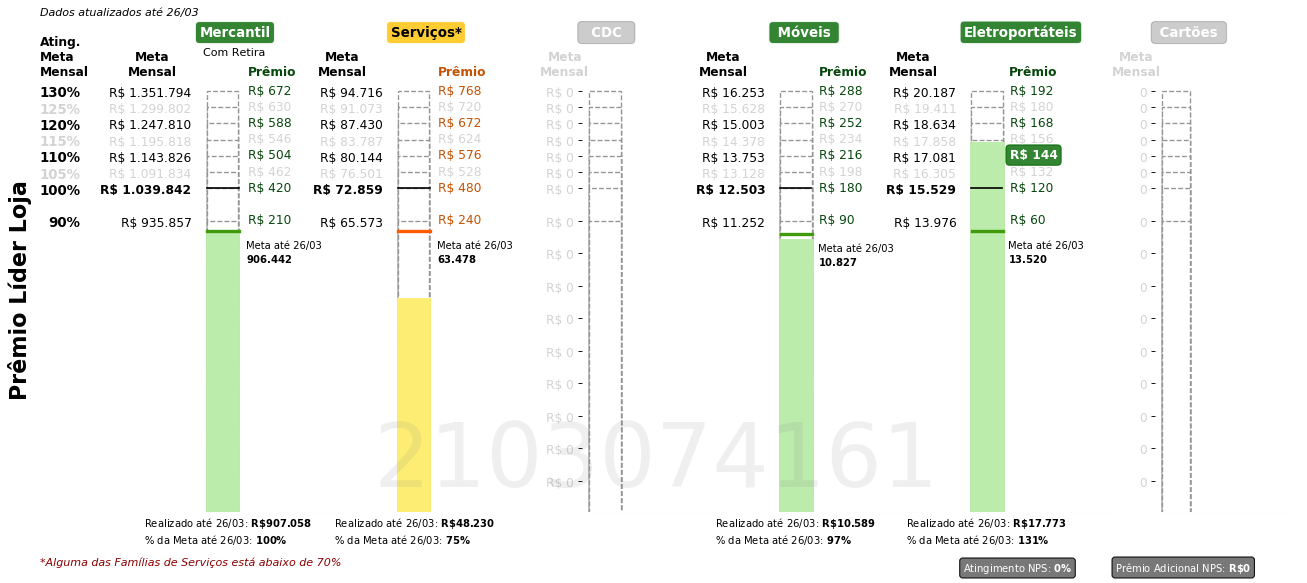 Dados atualizados até 26/03
Mercantil Serviços* CDC Móveis Eletroportáteis Cartões
Com Retira
Ating. Meta Mensal Meta Mensal Prêmio Meta Mensal Prêmio Meta Mensal Meta Mensal Prêmio Meta Mensal Prêmio Meta Mensal
130% R$ 1.351.794 R$ 672 R$ 94.716 R$ 768 R$ 0 R$ 16.253 R$ 288 R$ 20.187 R$ 192 0
125% R$ 1.299.802 R$ 630 R$ 91.073 R$ 720 R$ 0 R$ 15.628 R$ 270 R$ 19.411 R$ 180 0
120% R$ 1.247.810 R$ 588 R$ 87.430 R$ 672 R$ 0 R$ 15.003 R$ 252 R$ 18.634 R$ 168 0
115% R$ 1.195.818 R$ 546 R$ 83.787 R$ 624 R$ 0 R$ 14.378 R$ 234 R$ 17.858 R$ 156 0
110% R$ 1.143.826 R$ 504 R$ 80.144 R$ 576 R$ 0 R$ 13.753 R$ 216 R$ 17.081 R$ 144 0
105% R$ 1.091.834 R$ 462 R$ 76.501 R$ 528 R$ 0 R$ 13.128 R$ 198 R$ 16.305 R$ 132 0
100% R$ 1.039.842 R$ 420 R$ 72.859 R$ 480 R$ 0 R$ 12.503 R$ 180 R$ 15.529 R$ 120 0
90% R$ 935.857 R$ 210 R$ 65.573 R$ 240 R$ 0 R$ 11.252 R$ 90 R$ 13.976 R$ 60 0
Meta até 26/03 Meta até 26/03 R$ 0 Meta até 26/03 Meta até 26/03 0
906.442 63.478 10.827 13.520
R$ 0 0
R$ 0 0
R$ 0 0
R$ 0 0
R$ 0 0
R$ 0 0
R$ 0 0
Prêmio Líder Loja
2103074161
Realizado até 26/03: R$907.058 Realizado até 26/03: R$48.230 Realizado até 26/03: R$10.589 Realizado até 26/03: R$17.773
% da Meta até 26/03: 100% % da Meta até 26/03: 75% % da Meta até 26/03: 97% % da Meta até 26/03: 131%
*Alguma das Famílias de Serviços está abaixo de 70% Atingimento NPS: 0% Prêmio Adicional NPS: R$0